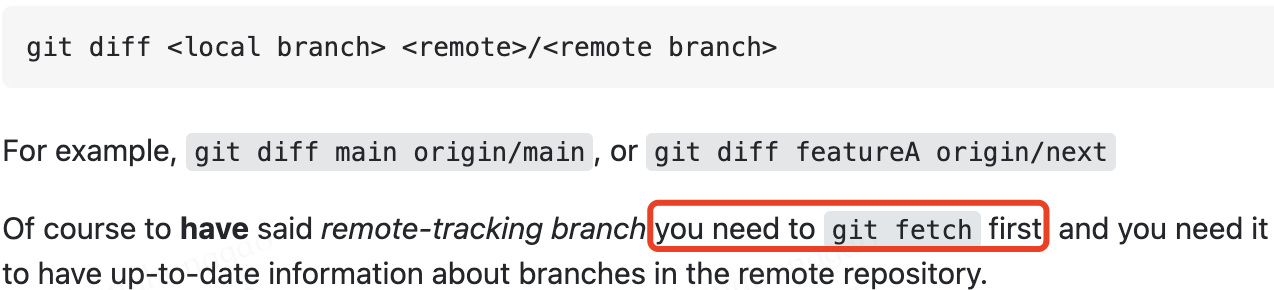 git diff <local branch> <remote>/<remote branch>
For example, git diff main origin/main, or git diff featureA origin/next
Of course to have said remote-tracking branch you need to git fetch first and you need it
to have up-to-date information about branches in the remote repository.